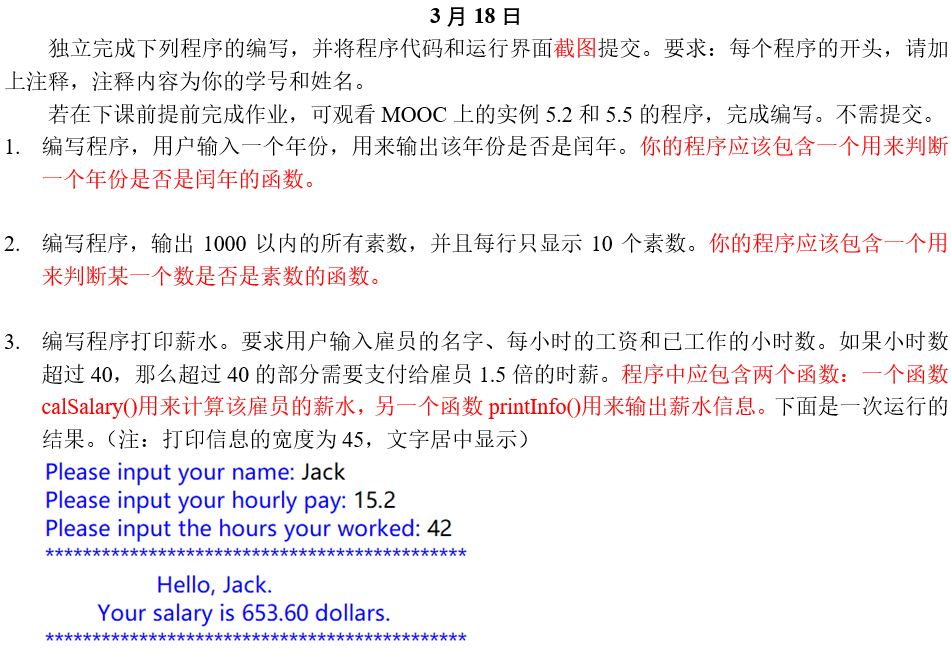 3 月 18 日
独立完成下列程序的编写，并将程序代码和运行界面截图提交。要求：每个程序的开头，请加
上注释，注释内容为你的学号和姓名。
若在下课前提前完成作业，可观看 MOOC 上的实例 5.2 和 5.5 的程序，完成编写。不需提交。
1. 编写程序，用户输入一个年份，用来输出该年份是否是闰年。你的程序应该包含一个用来判断
一个年份是否是闰年的函数。
2. 编写程序，输出 1000 以内的所有素数，并且每行只显示 10 个素数。你的程序应该包含一个用
来判断某一个数是否是素数的函数。
3. 编写程序打印薪水。要求用户输入雇员的名字、每小时的工资和已工作的小时数。如果小时数
超过 40，那么超过 40 的部分需要支付给雇员 1.5 倍的时薪。程序中应包含两个函数：一个函数
calSalary()用来计算该雇员的薪水，另一个函数 printInfo()用来输出薪水信息。下面是一次运行的
结果。（注：打印信息的宽度为 45，文字居中显示）
Please input your name: Jack
Please input your hourly pay: 15.2
Please input the hours your worked: 42
*********************************************
Hello, Jack.
Your salary is 653.60 dollars.
*********************************************